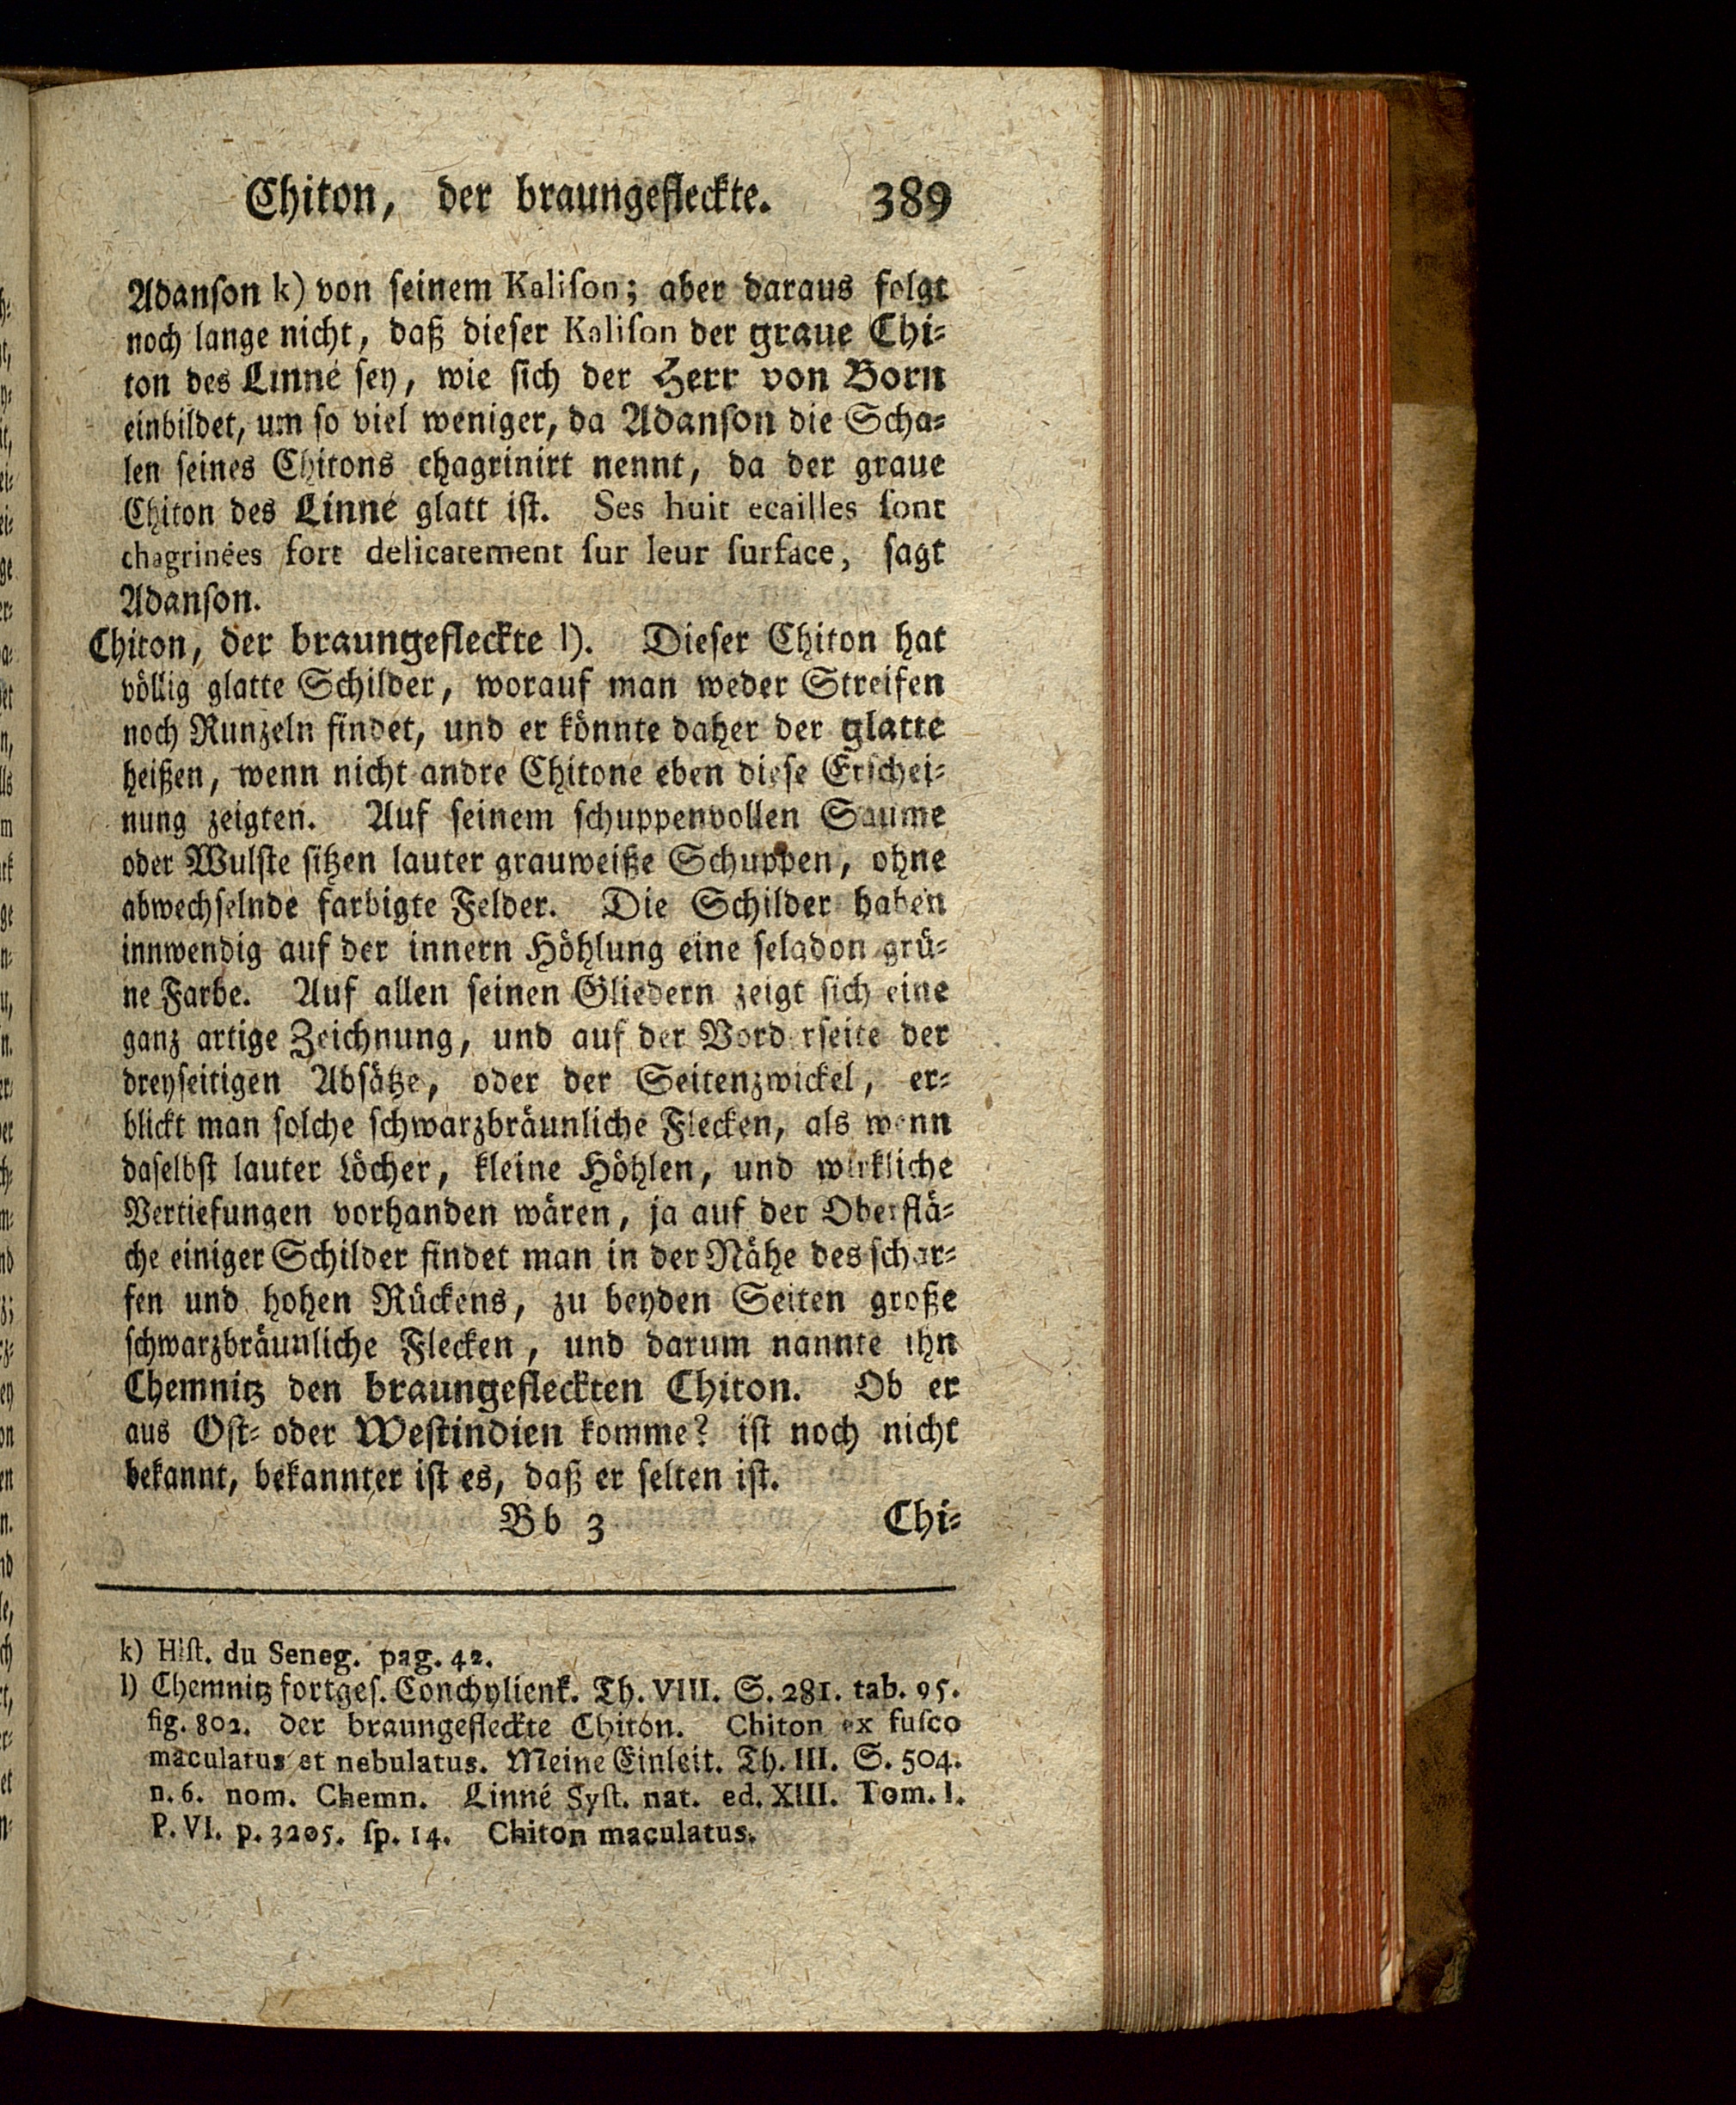 Chiton, der braungefleckte. 389
Adanſon k) von ſeinem Kaliſon; aber daraus folgt
noch lange nicht, daß dieſer Kaliſon der graue Chi-
ton des Linné ſey, wie ſich der Herr von Born
einbildet, um ſo viel weniger, da Adanſon die Scha-
len ſeines Chitons chagrinirt nennt, da der graue
Chiton des Linné glatt iſt. Ses huit ecailles ſont
chagrinées fort delicatement ſur leur ſurface, ſagt
Adanſon.
Chiton, der braungefleckte l). Dieſer Chiton hat
völlig glatte Schilder, worauf man weder Streifen
noch Runzeln findet, und er könnte daher der glatte
heißen, wenn nicht andre Chitone eben dieſe Erſchei-
nung zeigten. Auf ſeinem ſchuppenvollen Saume
oder Wulſte ſitzen lauter grauweiße Schuppen, ohne
abwechſelnde farbigte Felder. Die Schilder haben
innwendig auf der innern Höhlung eine ſeladon grü-
ne Farbe. Auf allen ſeinen Gliedern zeigt ſich eine
ganz artige Zeichnung, und auf der Vorderſeite der
dreyſeitigen Abſätze, oder der Seitenzwickel, er-
blickt man ſolche ſchwarzbräunliche Flecken, als wenn
daſelbſt lauter Löcher, kleine Höhlen, und wirkliche
Vertiefungen vorhanden wären, ja auf der Oberflä-
che einiger Schilder findet man in der Nähe des ſchar-
fen und hohen Rückens, zu beyden Seiten große
ſchwarzbräunliche Flecken, und darum nannte ihn
Chemnitz den braungefleckten Chiton. Ob er
aus Oſt- oder Weſtindien komme? iſt noch nicht
bekannt, bekannter iſt es, daß er ſelten iſt.
Bb 3 Chi-
k) Hiſt. du Seneg. pag. 42.
l) Chemnitz fortgeſ. Conchylienk. Th. VIII. S. 281. tab. 95.
fig. 802. der braungefleckte Chiton. Chiton ex fuſco
maculatus et nebulatus. Meine Einleit. Th. III. S. 504.
n. 6. nom. Chemn. Linné Syſt. nat. ed. XIII. Tom. I.
P. VI. p. 3205. ſp. 14. Chiton maculatus.